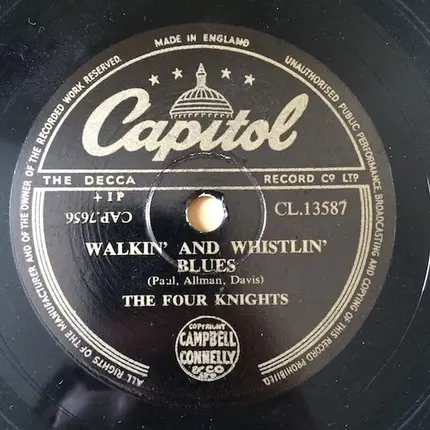 MADE IN ENGLAND
ALL RIGHTS OF THE MANUFACTURER AND OF THE OWNER OF THE RECORDED WORK RESERVED.
UNAUTHORISED PUBLIC PERFORMANCE BROADCASTING AND COPYING OF THIS RECORD PROHIBITED.
Capitol
THE DECCA RECORD CO LTD
+1P
CAP.7656
CL.13587
WALKIN' AND WHISTLIN'
BLUES
(Paul, Allman, Davis)
THE FOUR KNIGHTS
COPYRIGHT
CAMPBELL
CONNELLY
& CO